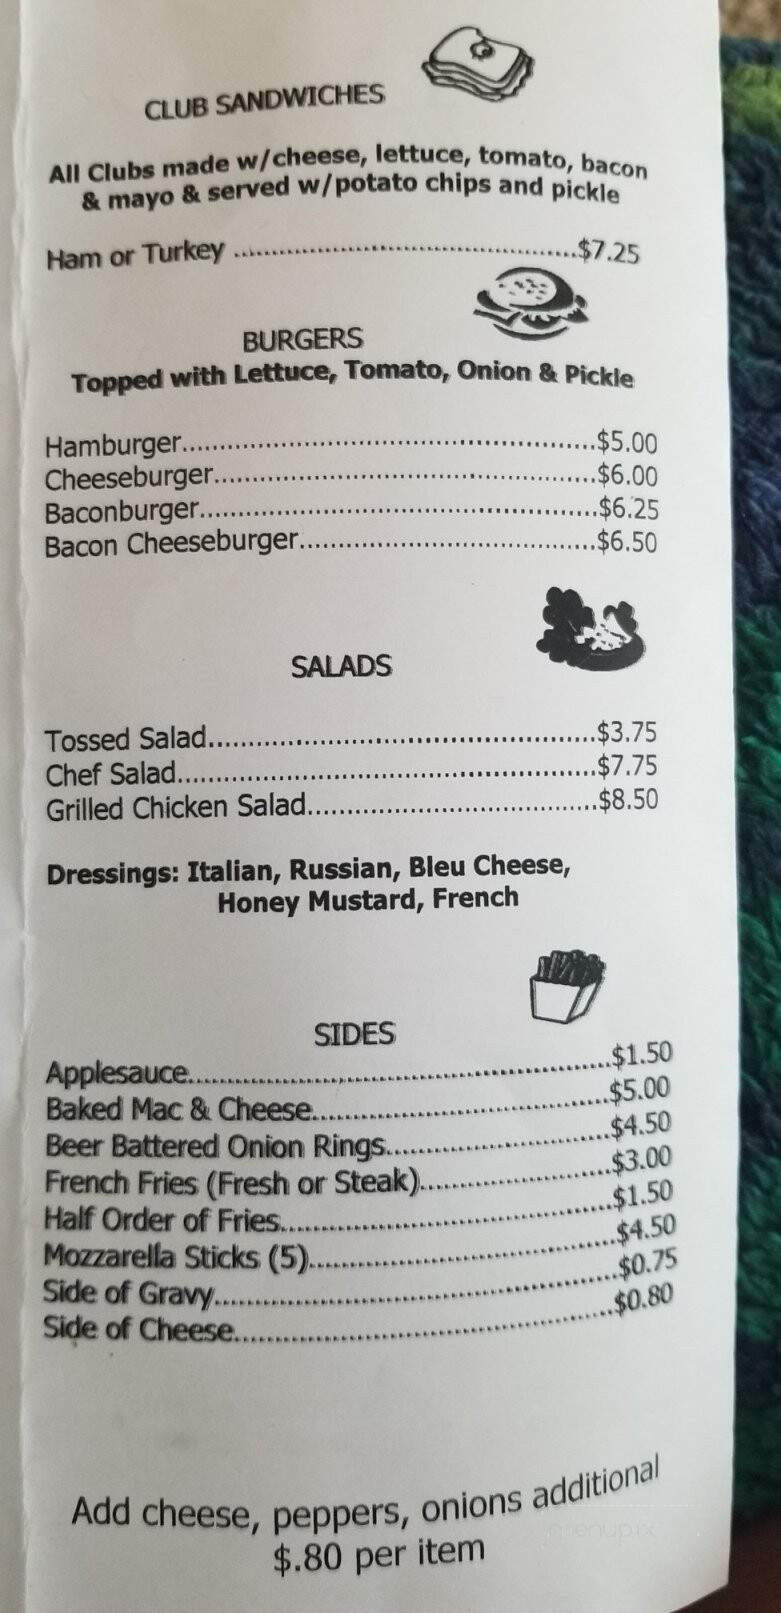 CLUB SANDWICHES
All Clubs made w/cheese, lettuce, tomato, bacon
& mayo & served w/potato chips and pickle
Ham or Turkey ..........................................$7.25
BURGERS
Topped with Lettuce, Tomato, Onion & Pickle
Hamburger.....................................................$5.00
Cheeseburger.................................................$6.00
Baconburger...................................................$6.25
Bacon Cheeseburger......................................$6.50
SALADS
Tossed Salad..................................................$3.75
Chef Salad......................................................$7.75
Grilled Chicken Salad.....................................$8.50
Dressings: Italian, Russian, Bleu Cheese,
Honey Mustard, French
SIDES
Applesauce.....................................................$1.50
Baked Mac & Cheese.....................................$5.00
Beer Battered Onion Rings............................$4.50
French Fries (Fresh or Steak)........................$3.00
Half Order of Fries.........................................$1.50
Mozzarella Sticks (5)......................................$4.50
Side of Gravy..................................................$0.75
Side of Cheese................................................$0.80
Add cheese, peppers, onions additional
$.80 per item
menupix